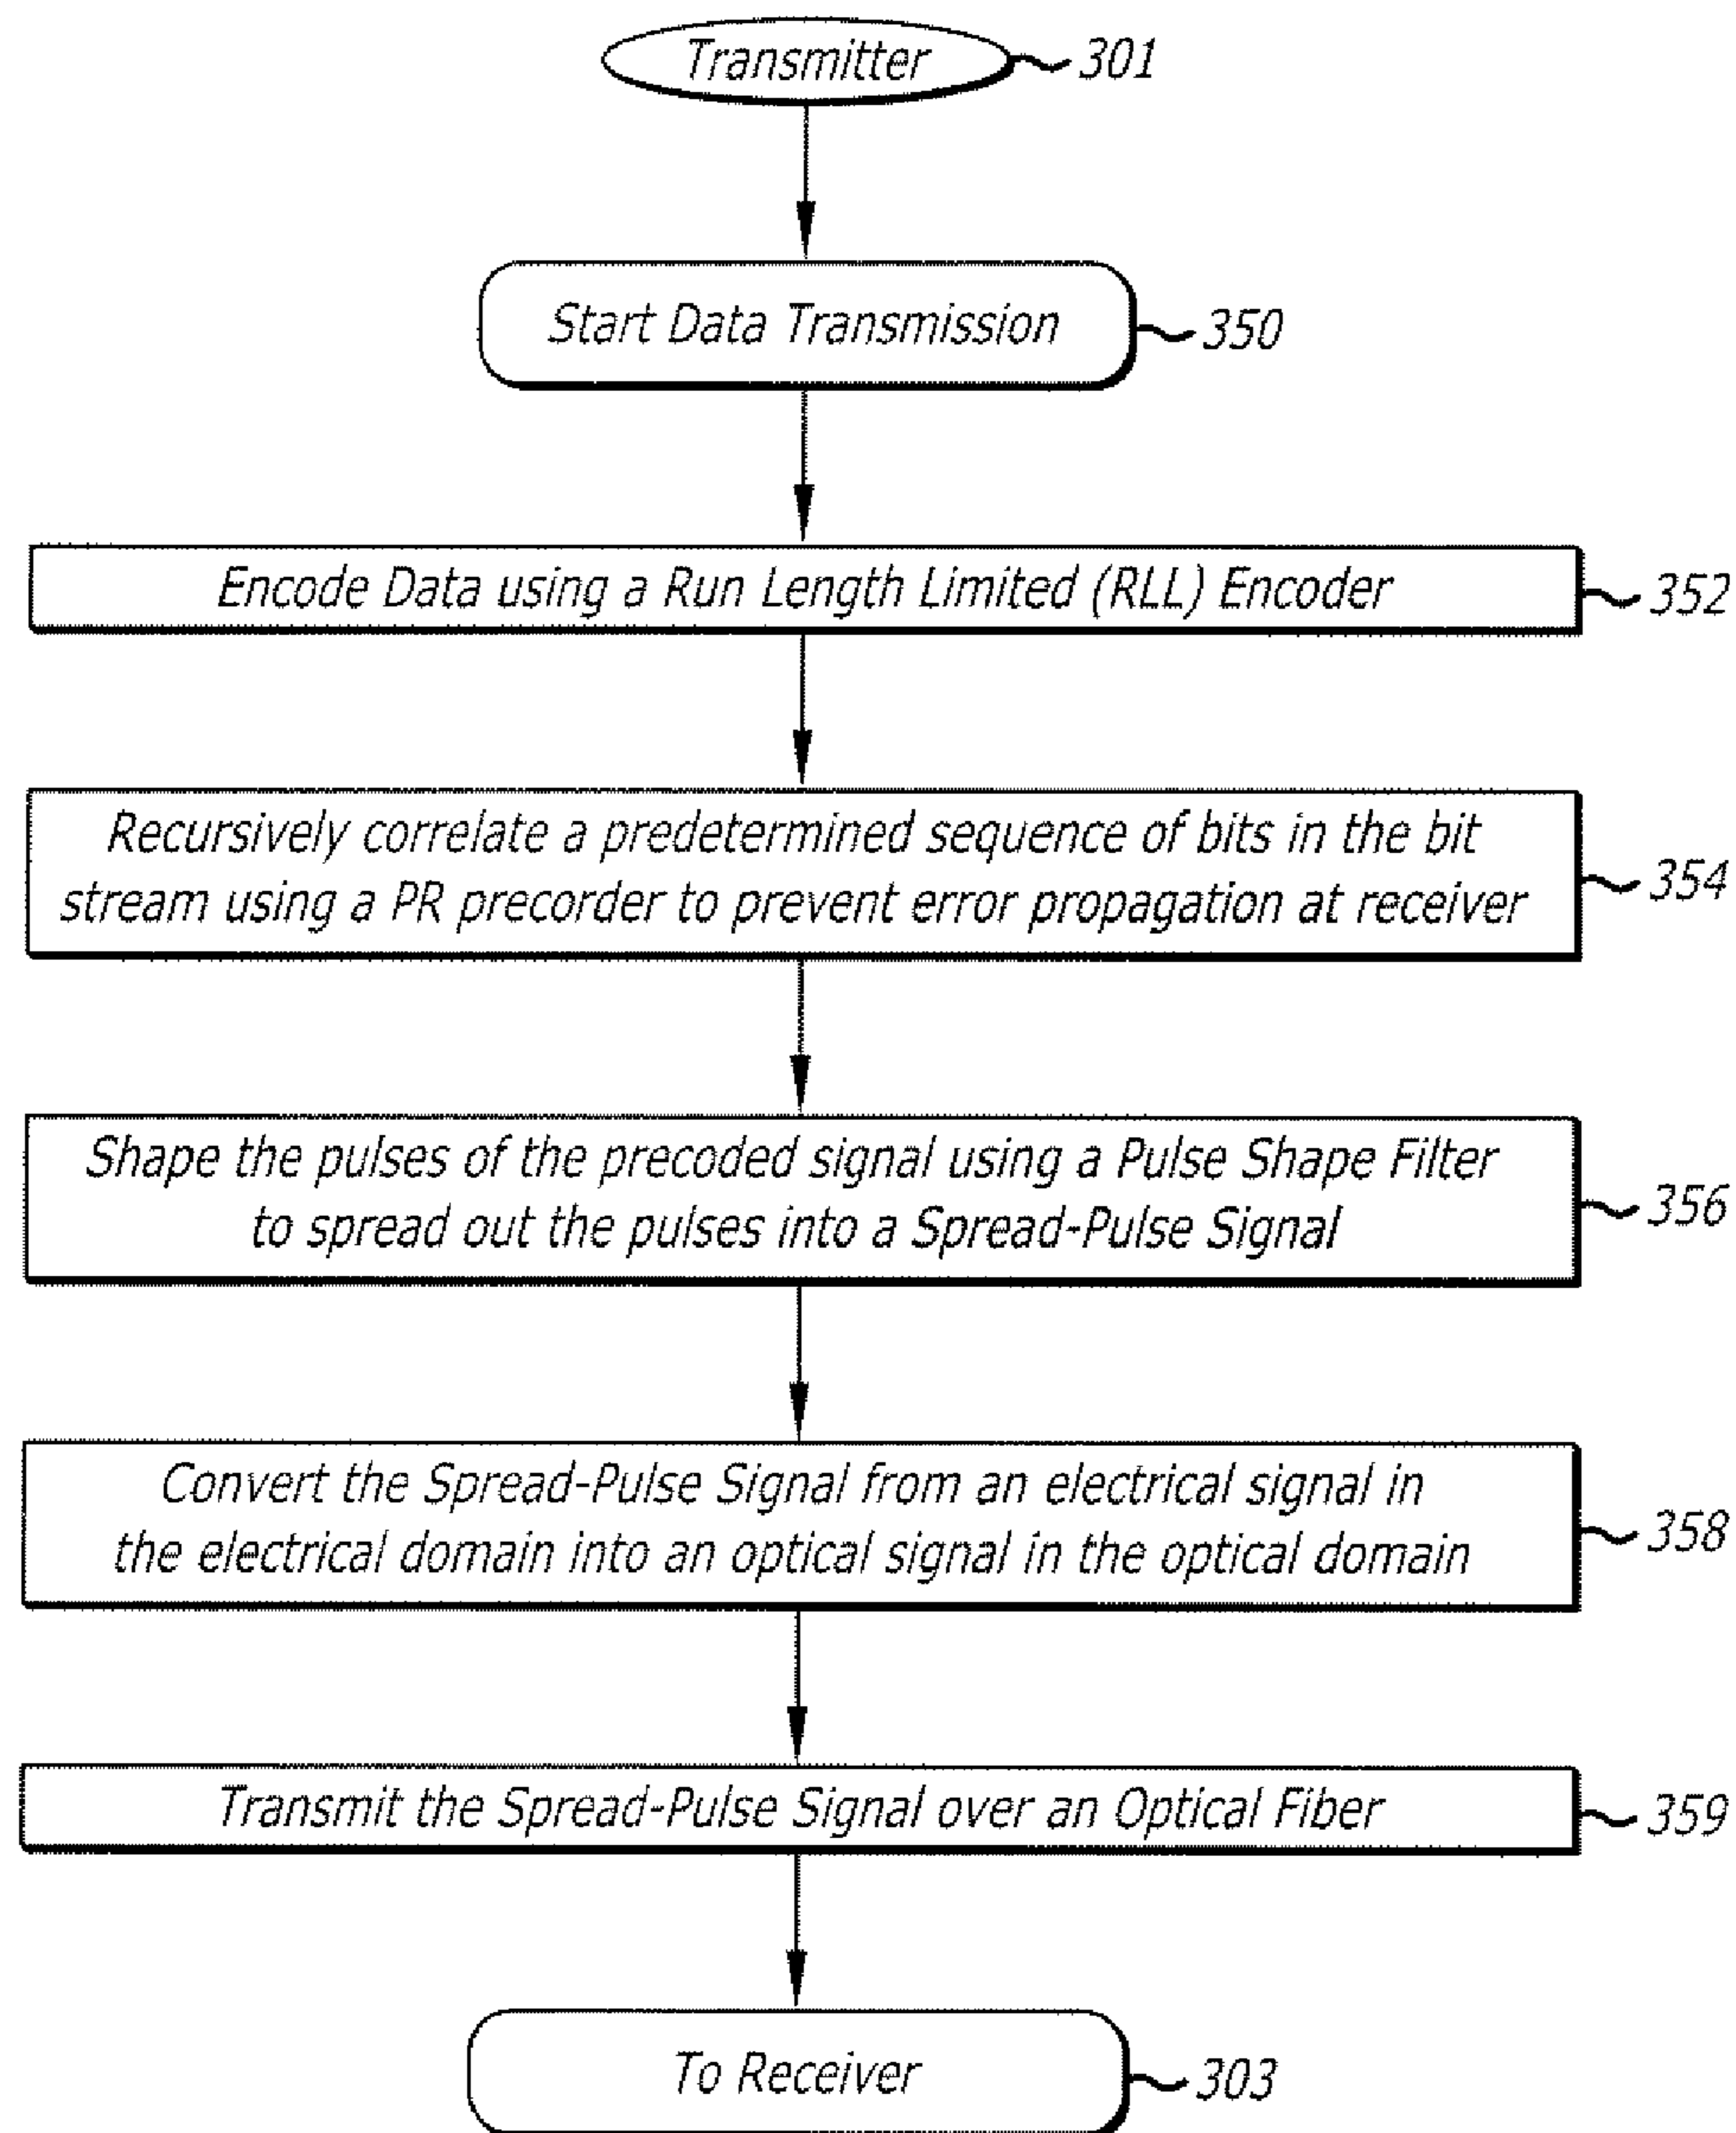 Transmitter 301
Start Data Transmission 350
Encode Data using a Run Length Limited (RLL) Encoder 352
Recursively correlate a predetermined sequence of bits in the bit
stream using a PR precorder to prevent error propagation at receiver 354
Shape the pulses of the precoded signal using a Pulse Shape Filter
to spread out the pulses into a Spread-Pulse Signal 356
Convert the Spread-Pulse Signal from an electrical signal in
the electrical domain into an optical signal in the optical domain 358
Transmit the Spread-Pulse Signal over an Optical Fiber 359
To Receiver 303